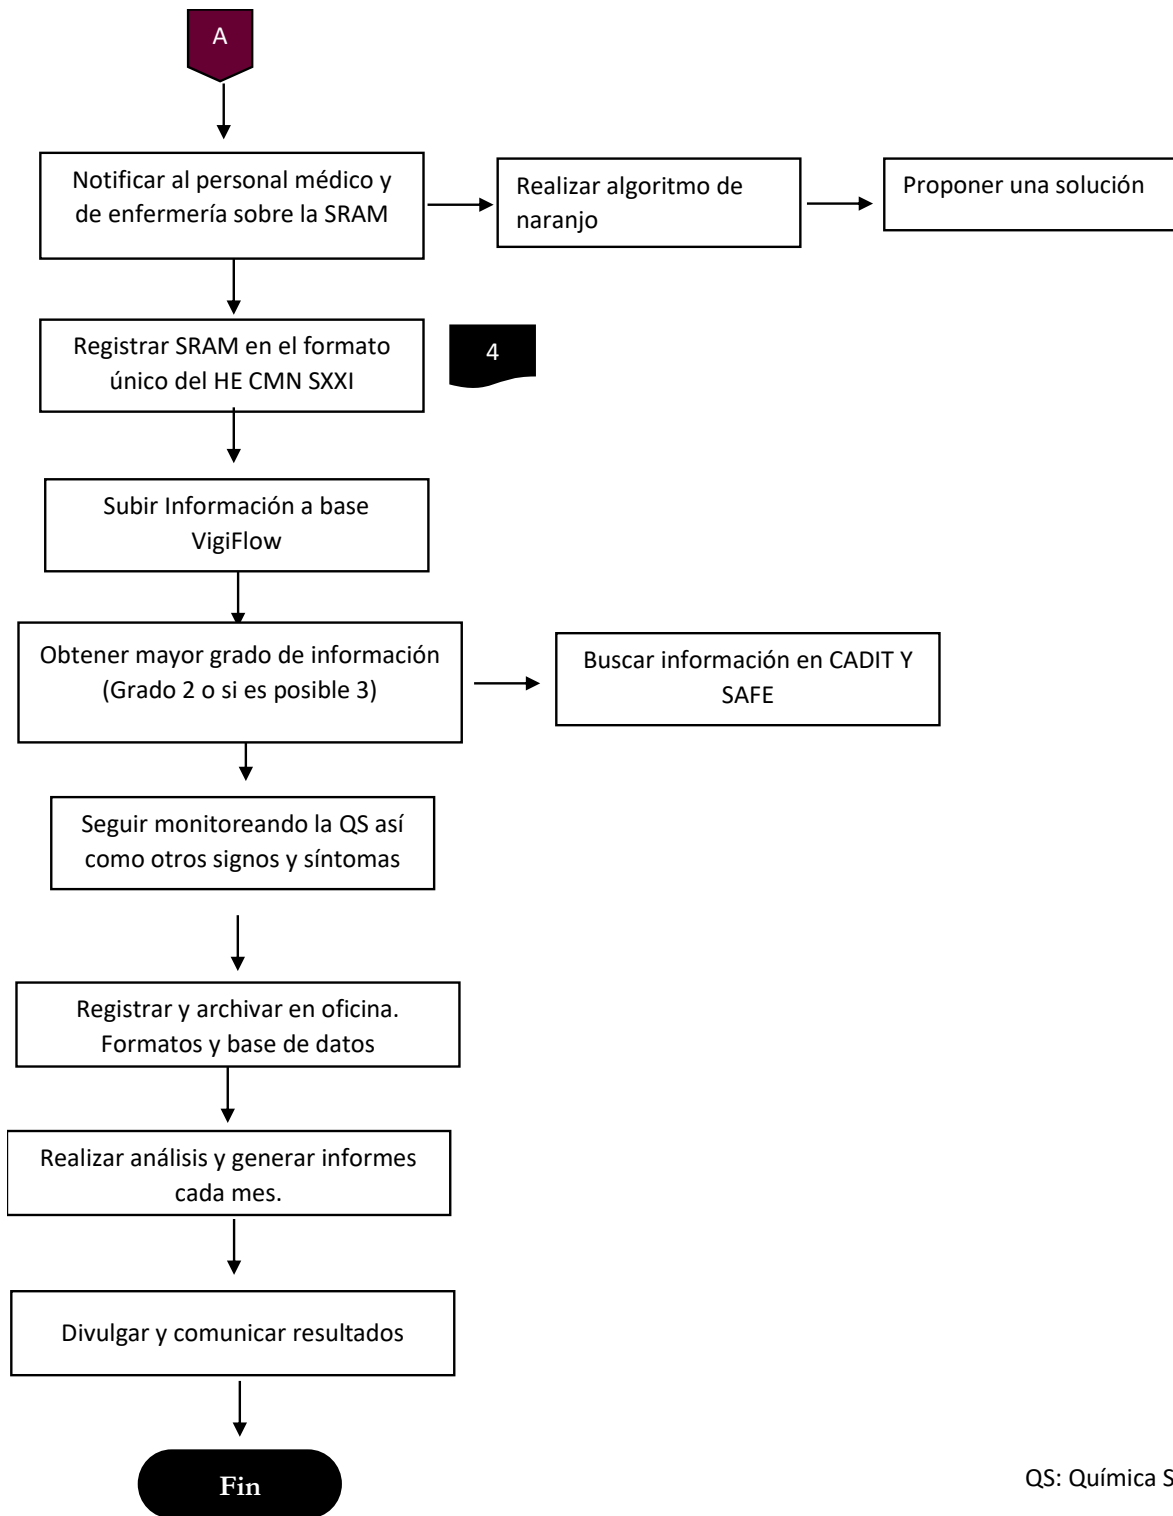 A
Notificar al personal médico y
de enfermería sobre la SRAM
Realizar algoritmo de
naranjo
Proponer una solución
Registrar SRAM en el formato
único del HE CMN SXXI
4
Subir Información a base
VigiFlow
Obtener mayor grado de información
(Grado 2 o si es posible 3)
Buscar información en CADIT Y
SAFE
Seguir monitoreando la QS así
como otros signos y síntomas
Registrar y archivar en oficina.
Formatos y base de datos
Realizar análisis y generar informes
cada mes.
Divulgar y comunicar resultados
Fin
QS: Química S